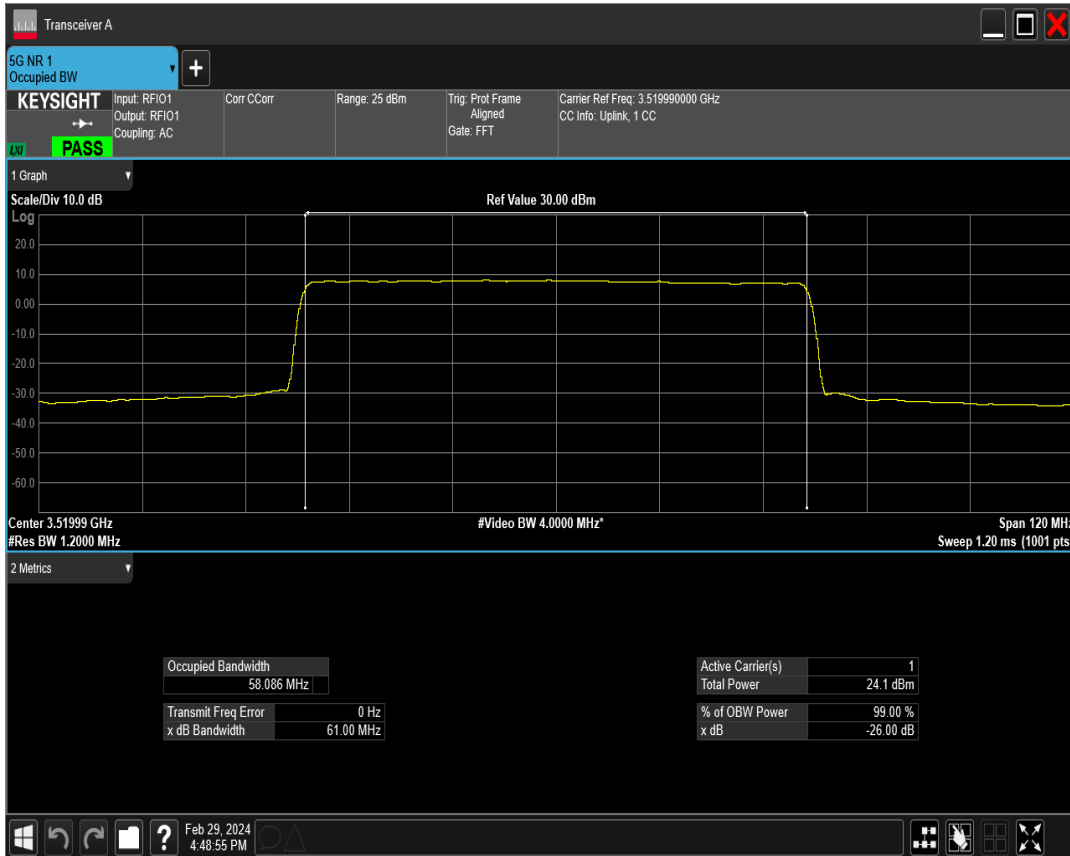 Transceiver A
5G NR 1
Occupied BW
KEYSIGHT
Input: RFIO1
Output: RFIO1
Coupling: AC
Corr CCorr
Range: 25 dBm
Trig: Prot Frame
Aligned
Gate: FFT
Carrier Ref Freq: 3.519990000 GHz
CC Info: Uplink, 1 CC
LXI
PASS
1 Graph
Scale/Div 10.0 dB
Ref Value 30.00 dBm
Log
20.0
10.0
0.00
-10.0
-20.0
-30.0
-40.0
-50.0
-60.0
Center 3.51999 GHz
#Video BW 4.0000 MHz*
Span 120 MHz
#Res BW 1.2000 MHz
Sweep 1.20 ms (1001 pts
2 Metrics
Occupied Bandwidth
58.086 MHz
Transmit Freq Error 0 Hz
x dB Bandwidth 61.00 MHz
Active Carrier(s) 1
Total Power 24.1 dBm
% of OBW Power 99.00 %
x dB -26.00 dB
?
Feb 29, 2024
4:48:55 PM